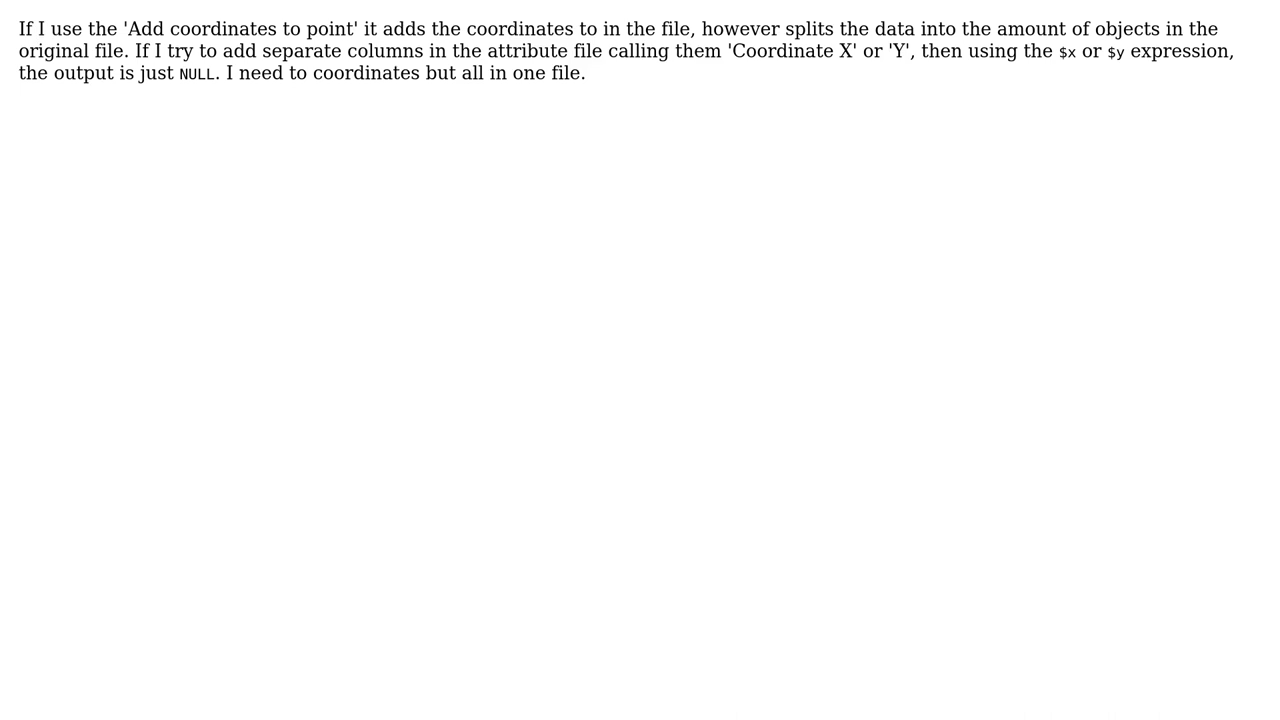 If I use the 'Add coordinates to point' it adds the coordinates to in the file, however splits the data into the amount of objects in the
original file. If I try to add separate columns in the attribute file calling them 'Coordinate X' or 'Y', then using the $x or $y expression,
the output is just NULL. I need to coordinates but all in one file.